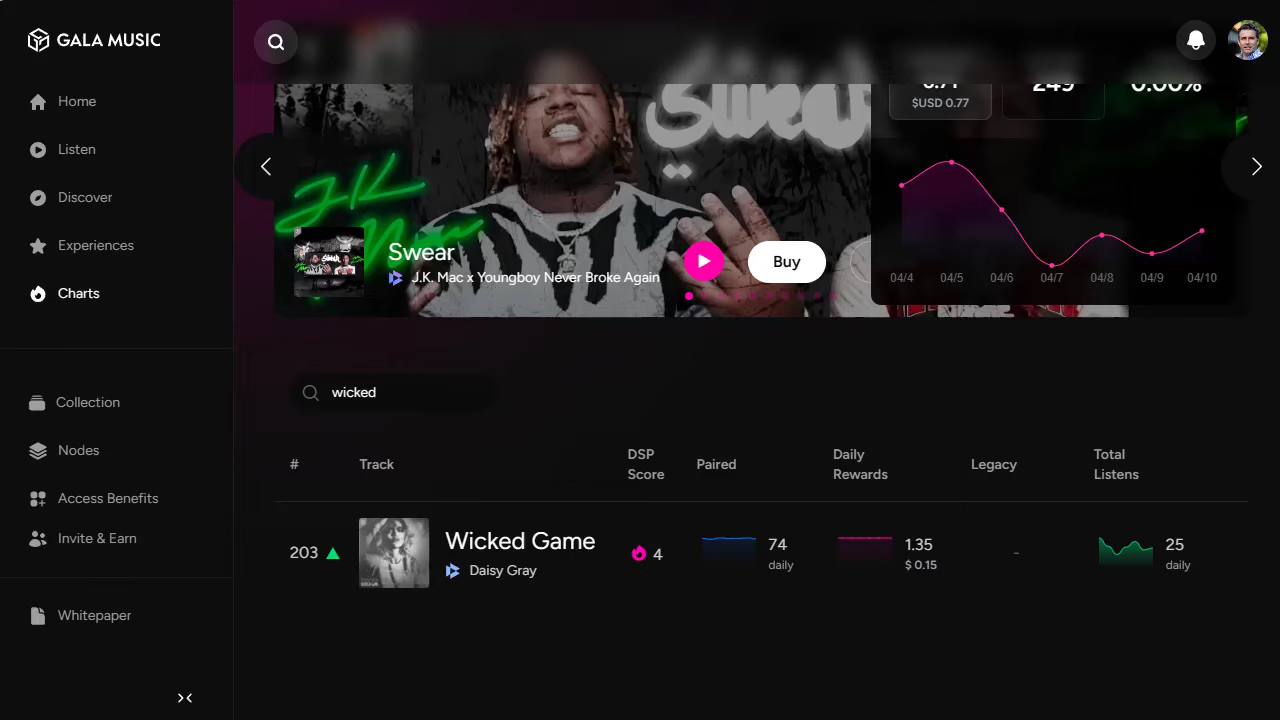 GALA MUSIC
Home
Listen
Discover
Experiences
Charts
Collection
Nodes
Access Benefits
Invite & Earn
Whitepaper
Swear
$USD 0.77
249
0.00%
JK
Swear
J.K. Mac x Youngboy Never Broke Again
Buy
04/4 04/5 04/6 04/7 04/8 04/9 04/10
wicked
# Track DSP Score Paired Daily Rewards Legacy Total Listens
203 Wicked Game 4 74 1.35 - 25
Daisy Gray daily $ 0.15 daily